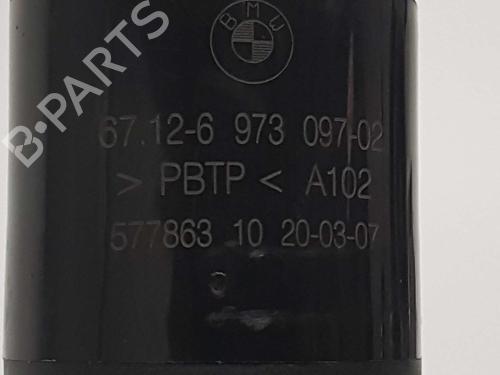 BMW
67.12-6 973 097-02
> PBTP < A102
577863 10 20-03-07
B-PARTS